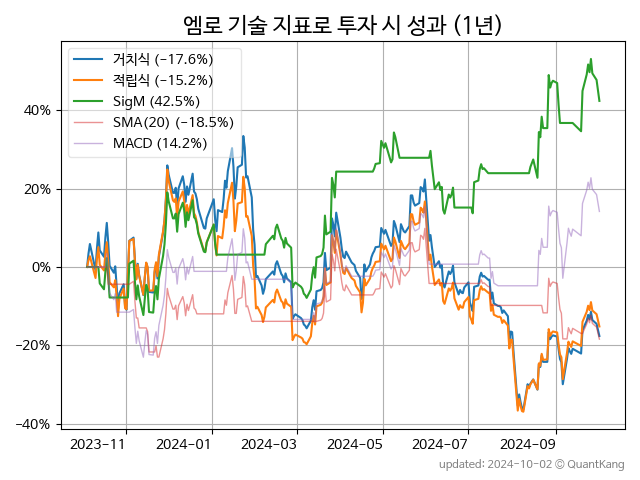 엠로 기술 지표로 투자 시 성과 (1년)
거치식 (−17.6%)
적립식 (−15.2%)
SigM (42.5%)
SMA(20) (−18.5%)
MACD (14.2%)
40%
20%
0%
−20%
−40%
2023−11 2024−01 2024−03 2024−05 2024−07 2024−09
updated: 2024-10-02 © QuantKang